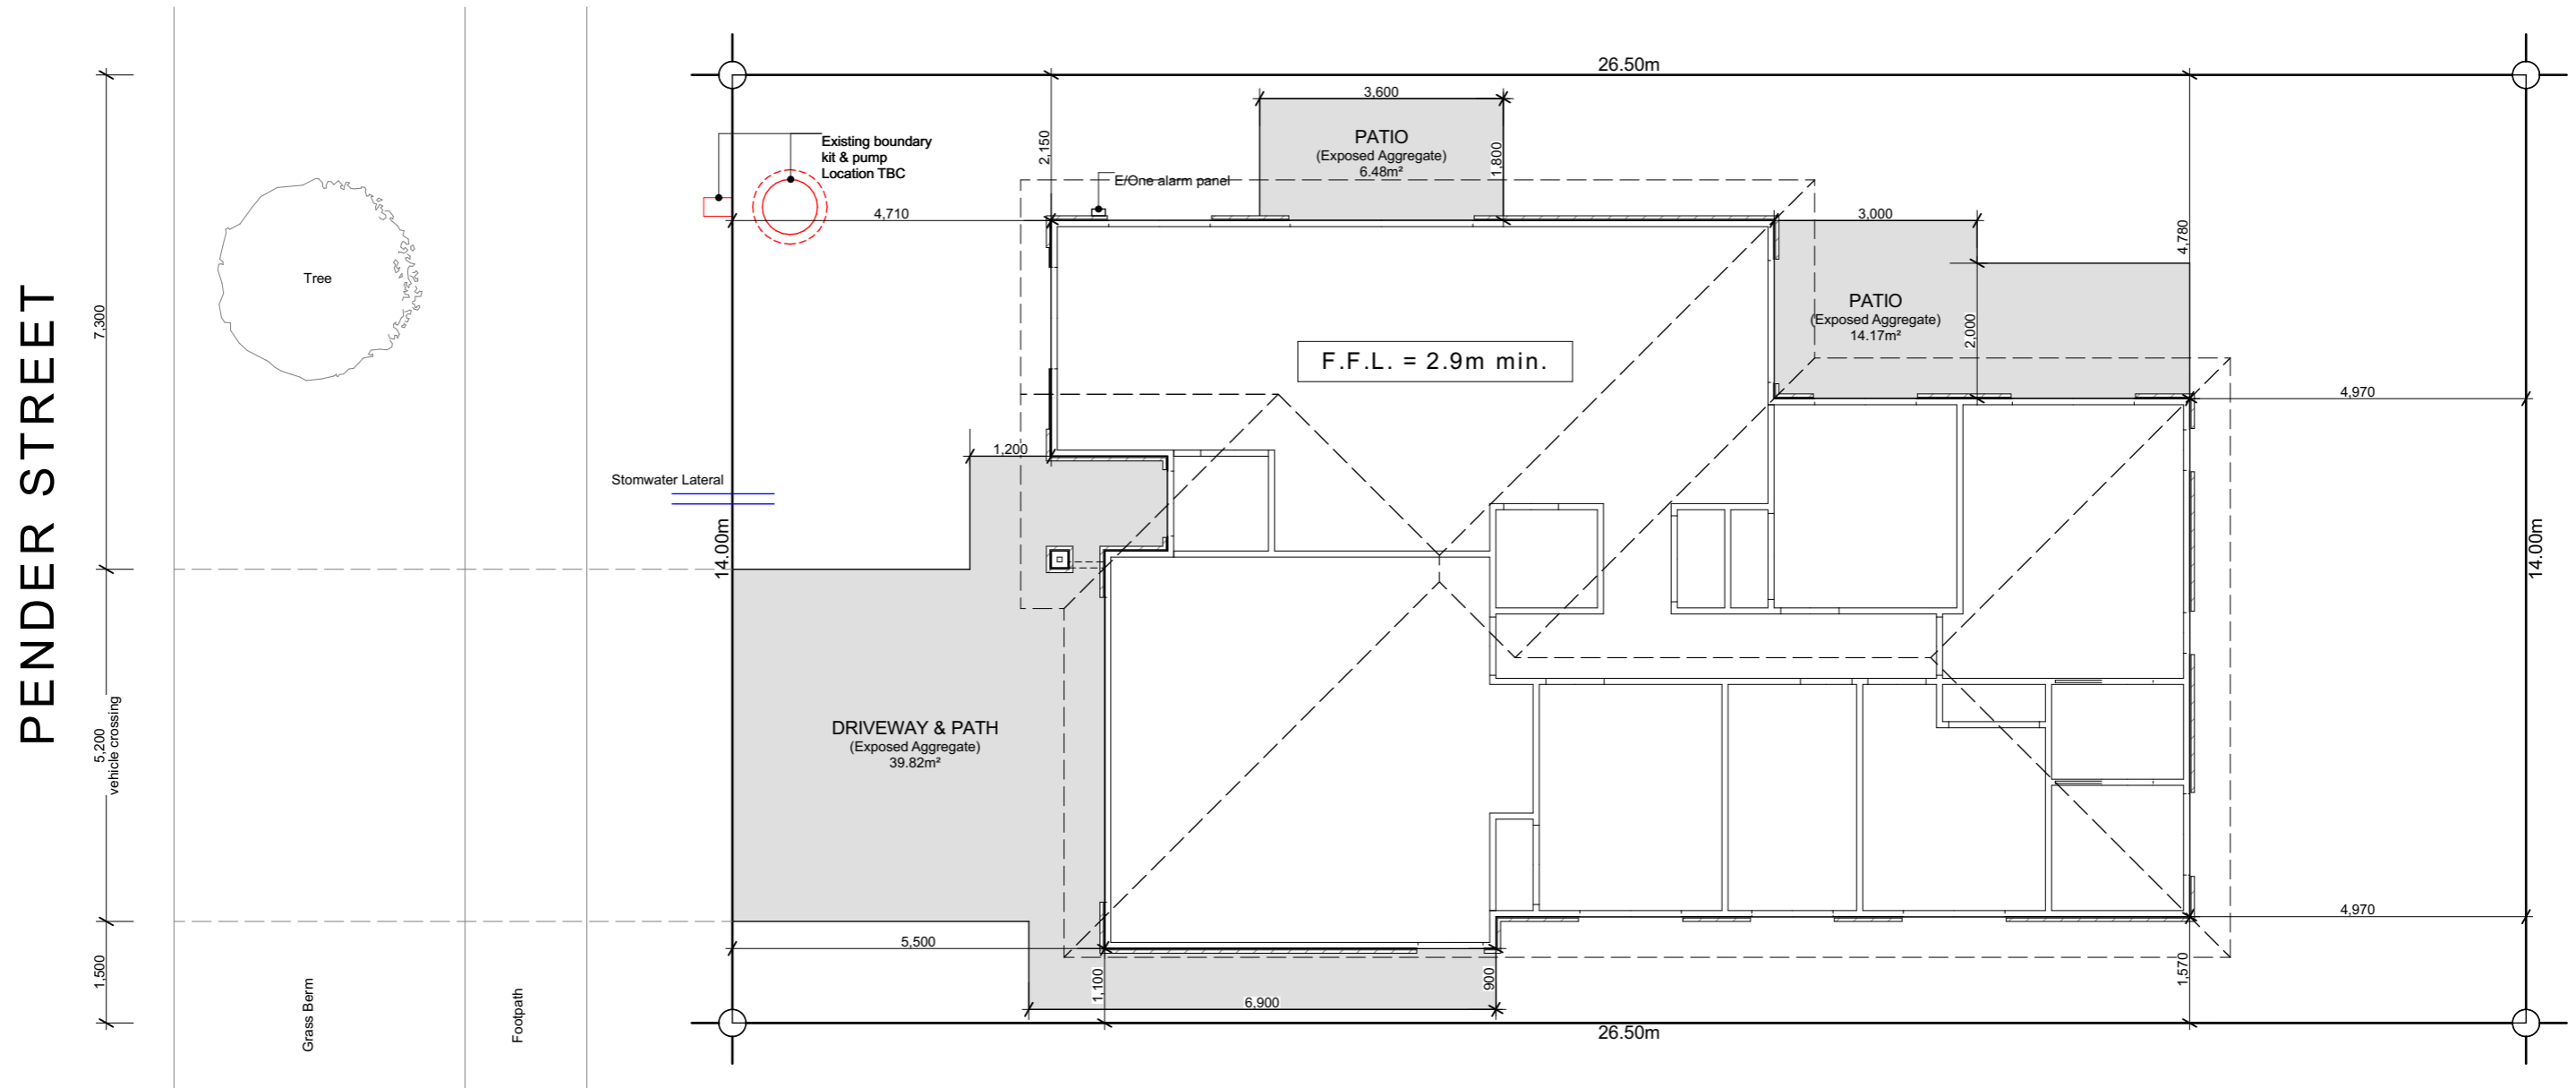 PENDER STREET
7,300
5,200
vehicle crossing
1,500
Tree
Grass Berm
Footpath
26.50m
Existing boundary
kit & pump
Location TBC
2,150
E/One alarm panel
4,710
3,600
PATIO
(Exposed Aggregate)
6.48m²
1,800
3,000
4,780
PATIO
(Exposed Aggregate)
14.17m²
2,000
F.F.L. = 2.9m min.
4,970
1,200
Stomwater Lateral
14.00m
14.00m
DRIVEWAY & PATH
(Exposed Aggregate)
39.82m²
4,970
5,500
1,100
6,900
900
1,570
26.50m